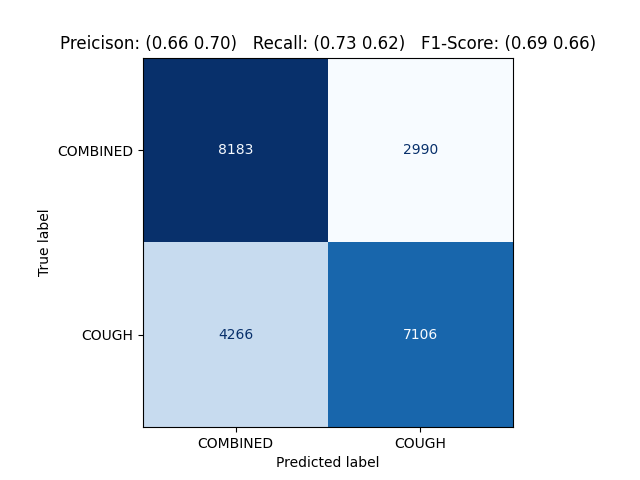 Preicison: (0.66 0.70) Recall: (0.73 0.62) F1-Score: (0.69 0.66)
COMBINED
8183
2990
True label
COUGH
4266
7106
COMBINED
COUGH
Predicted label